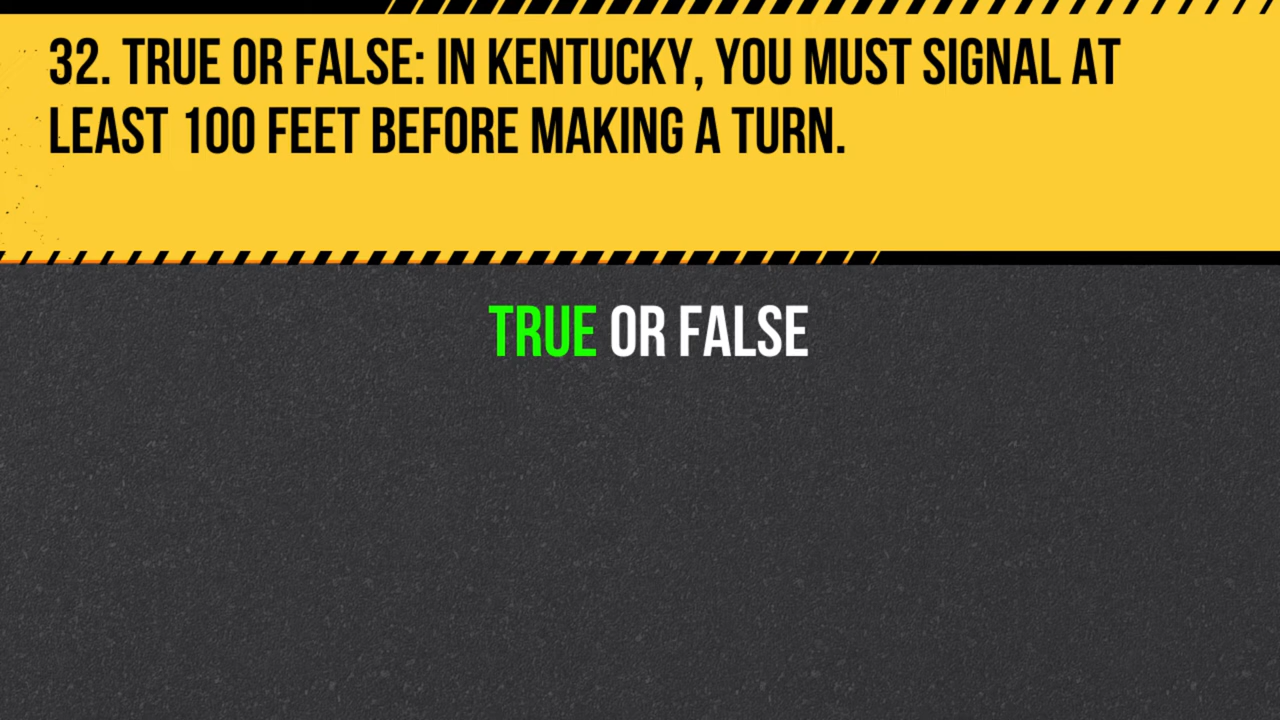 32. TRUE OR FALSE: IN KENTUCKY, YOU MUST SIGNAL AT
LEAST 100 FEET BEFORE MAKING A TURN.
TRUE OR FALSE